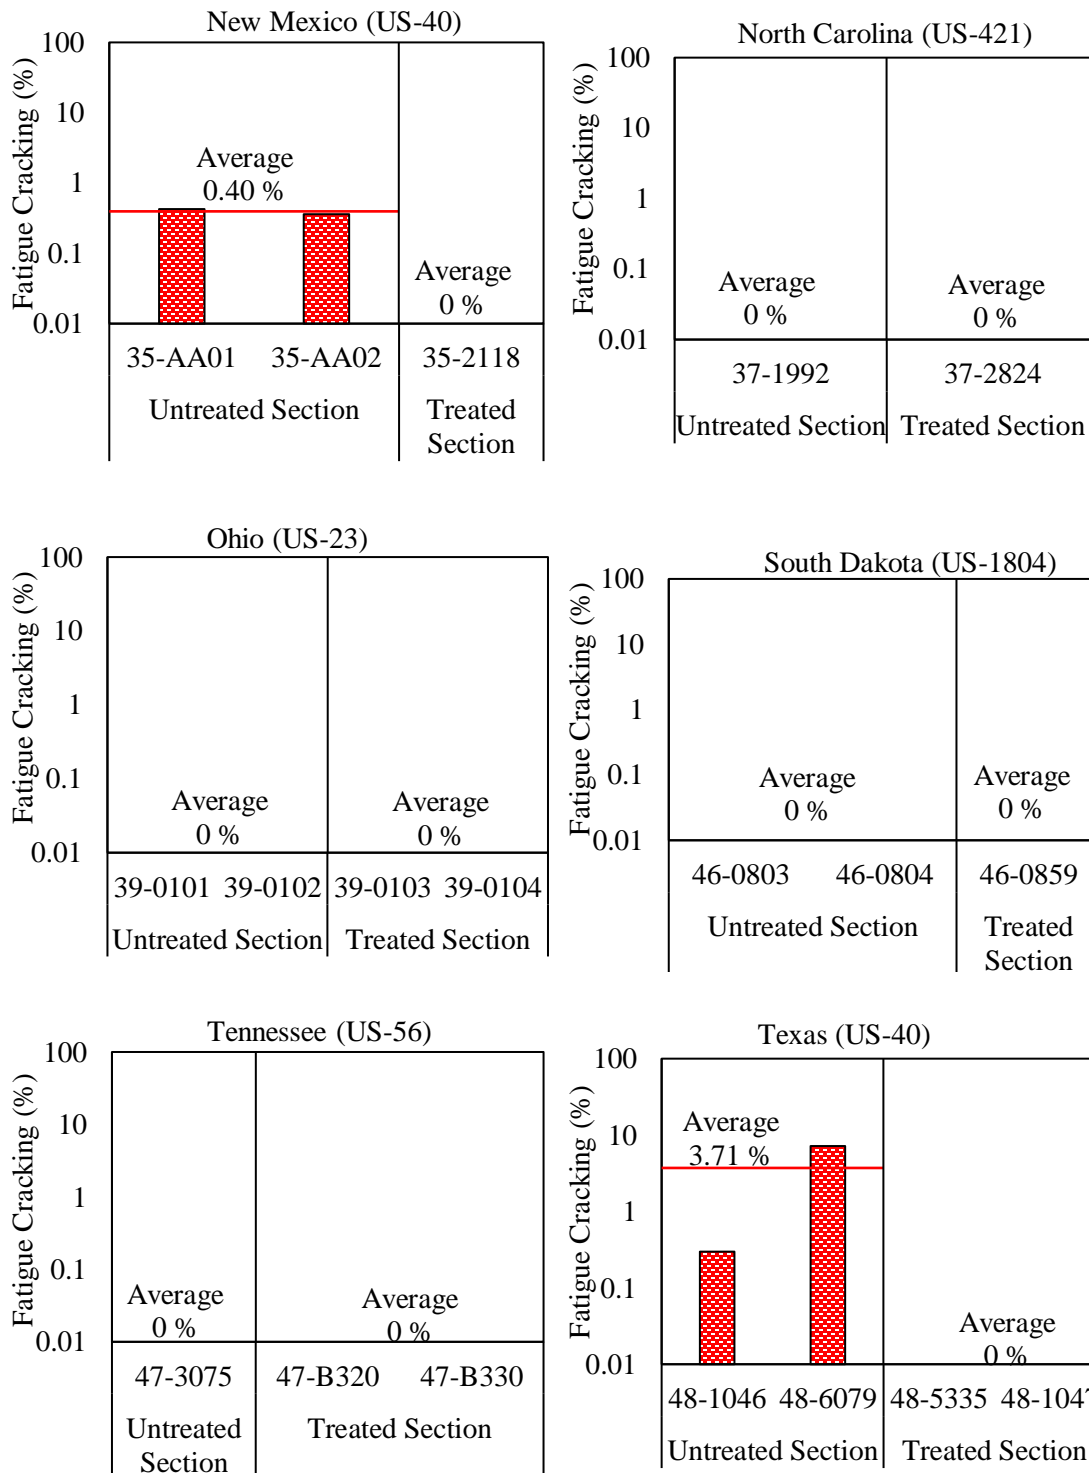 New Mexico (US-40)
Fatigue Cracking (%)
100
10
1
0.1
0.01
Average
0.40 %
Average
0 %
35-AA01 35-AA02 35-2118
Untreated Section
Treated
Section
North Carolina (US-421)
Fatigue Cracking (%)
100
10
1
0.1
0.01
Average
0 %
Average
0 %
37-1992 37-2824
Untreated Section Treated Section
Ohio (US-23)
Fatigue Cracking (%)
100
10
1
0.1
0.01
Average
0 %
Average
0 %
39-0101 39-0102 39-0103 39-0104
Untreated Section Treated Section
South Dakota (US-1804)
Fatigue Cracking (%)
100
10
1
0.1
0.01
Average
0 %
Average
0 %
46-0803 46-0804 46-0859
Untreated Section
Treated
Section
Tennessee (US-56)
Fatigue Cracking (%)
100
10
1
0.1
0.01
Average
0 %
Average
0 %
47-3075 47-B320 47-B330
Untreated
Section
Treated Section
Texas (US-40)
Fatigue Cracking (%)
100
10
1
0.1
0.01
Average
3.71 %
Average
0 %
48-1046 48-6079 48-5335 48-1047
Untreated Section Treated Section